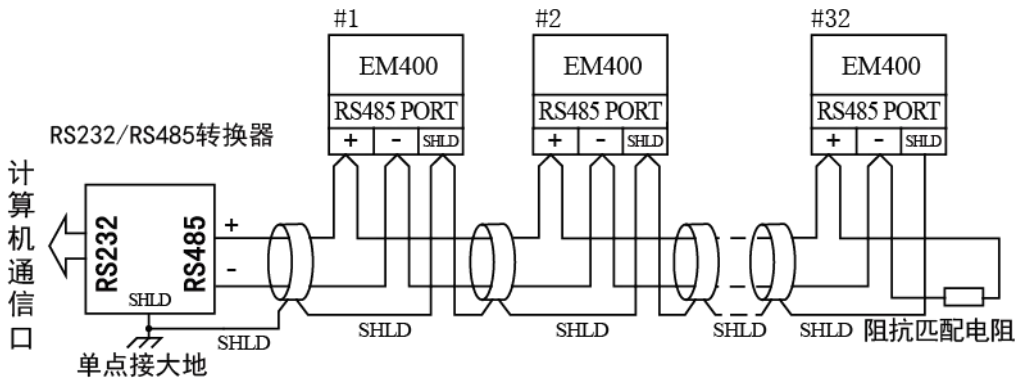 #1 #2 #32
EM400 EM400 EM400
RS485 PORT RS485 PORT RS485 PORT
+ - SHLD + - SHLD + - SHLD
RS232/RS485转换器
计算机通信口
RS232
RS485
+
-
SHLD
SHLD SHLD SHLD SHLD SHLD
阻抗匹配电阻
单点接大地